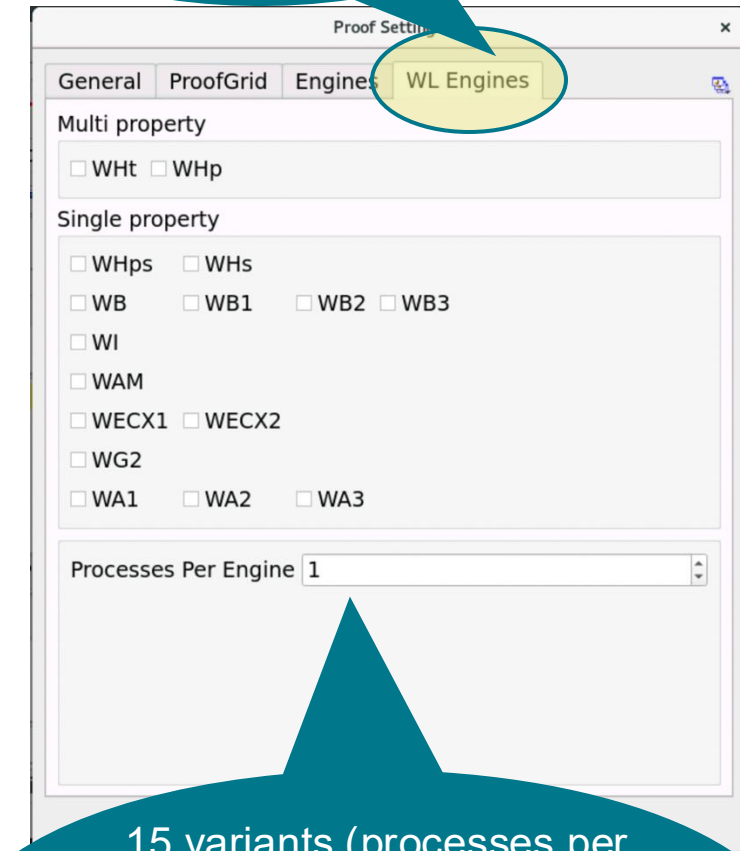 Proof Setting
General ProofGrid Engines WL Engines
Multi property
WHt WHp
Single property
WHps WHs
WB WB1 WB2 WB3
WI
WAM
WECX1 WECX2
WG2
WA1 WA2 WA3
Processes Per Engine 1
15 variants (processes per